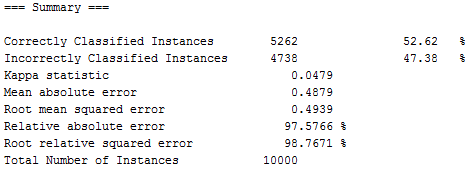 === Summary ===
Correctly Classified Instances 5262 52.62 %
Incorrectly Classified Instances 4738 47.38 %
Kappa statistic 0.0479
Mean absolute error 0.4879
Root mean squared error 0.4939
Relative absolute error 97.5766 %
Root relative squared error 98.7671 %
Total Number of Instances 10000